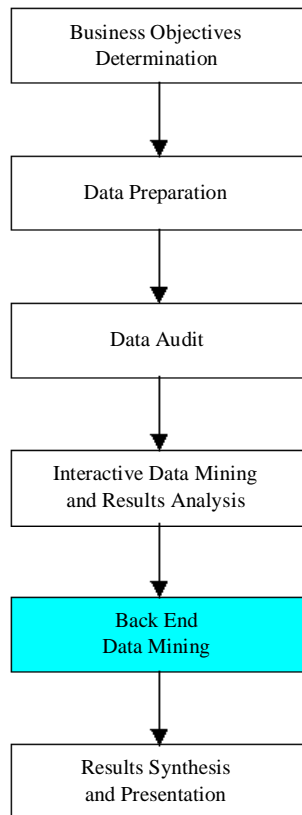 Business Objectives
Determination
Data Preparation
Data Audit
Interactive Data Mining
and Results Analysis
Back End
Data Mining
Results Synthesis
and Presentation